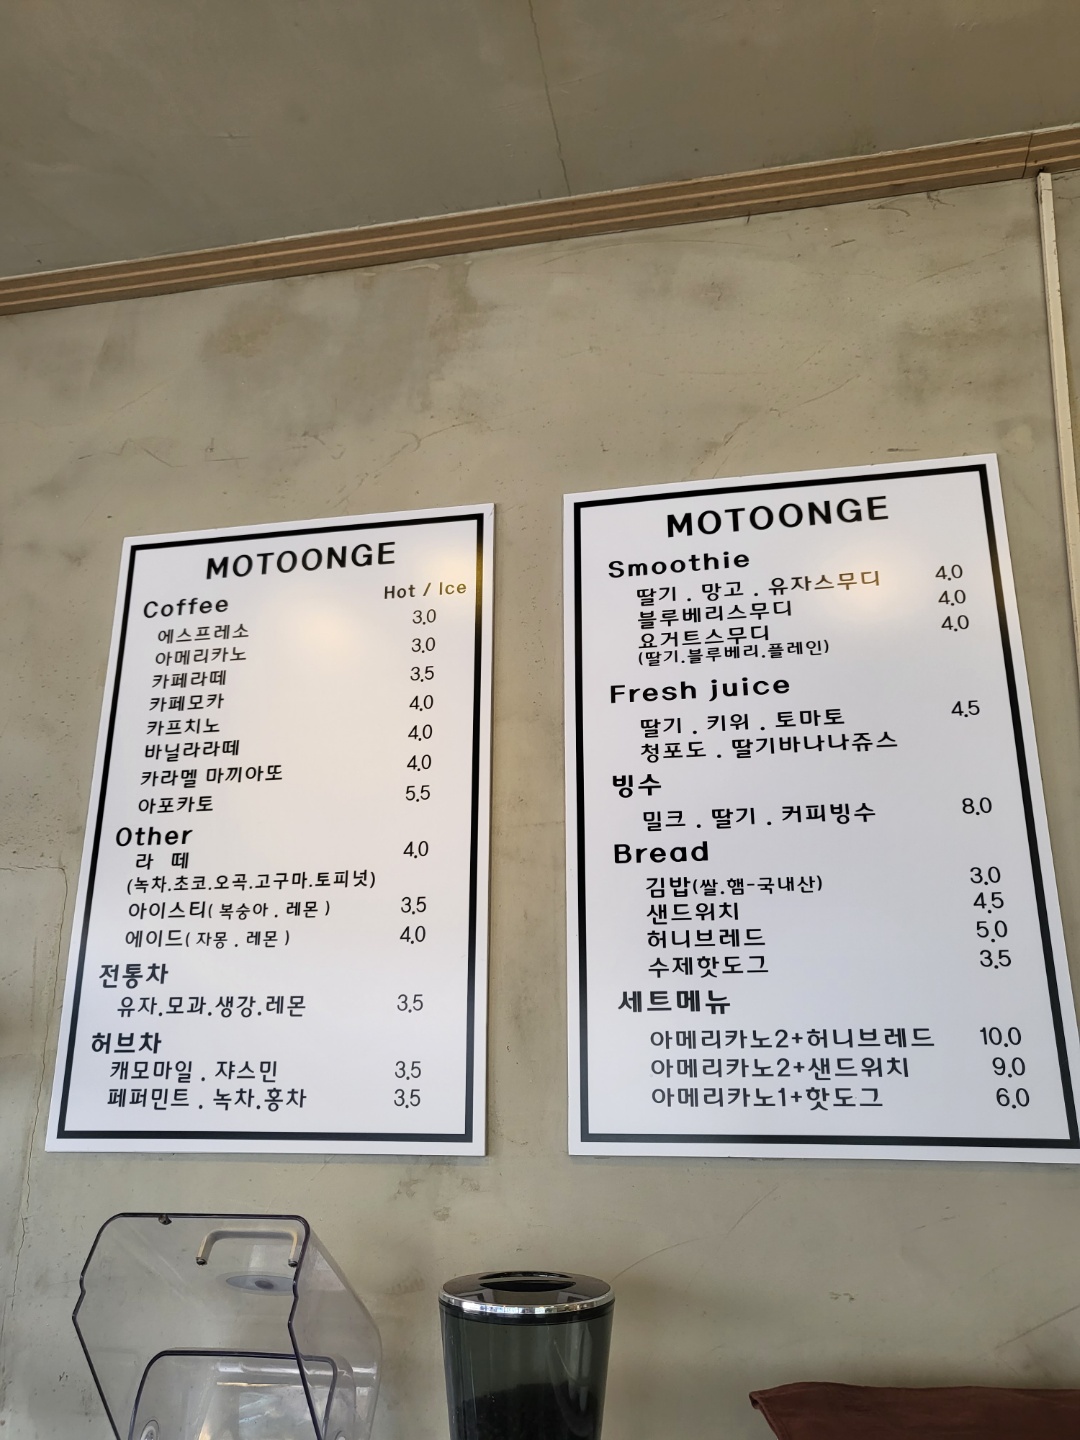 MOTOONGE
Hot / Ice
Coffee
에스프레소 3.0
아메리카노 3.0
카페라떼 3.5
카페모카 4.0
카프치노 4.0
바닐라라떼 4.0
카라멜 마끼아또 5.5
아포카토
Other
라 떼 4.0
(녹차.초코.오곡.고구마.토피넛)
아이스티( 복숭아 . 레몬 ) 3.5
에이드( 자몽 . 레몬 ) 4.0
전통차
유자.모과.생강.레몬 3.5
허브차
캐모마일 . 쟈스민 3.5
페퍼민트 . 녹차.홍차 3.5
MOTOONGE
Smoothie
딸기 . 망고 . 유자스무디 4.0
블루베리스무디 4.0
요거트스무디 4.0
(딸기.블루베리.플레인)
Fresh juice
딸기 . 키위 . 토마토 4.5
청포도 . 딸기바나나쥬스
빙수
밀크 . 딸기 . 커피빙수 8.0
Bread
김밥(쌀.햄-국내산) 3.0
샌드위치 4.5
허니브레드 5.0
수제핫도그 3.5
세트메뉴
아메리카노2+허니브레드 10.0
아메리카노2+샌드위치 9.0
아메리카노1+핫도그 6.0